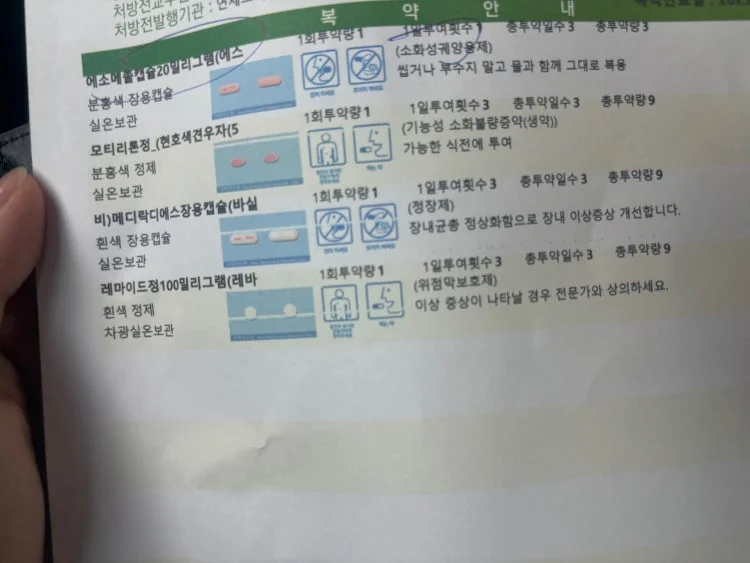 처방전발행기관 :
복 약 안 내
에소메졸캡슐20밀리그램(에스
1회투약량 1
1일투여횟수 1
총투약일수 3
총투약량 3
(소화성궤양용제)
분홍색 장용캡슐
씹거나 부수지 말고 물과 함께 그대로 복용
실온보관
모티리톤정_(현호색견우자(5
1회투약량 1
1일투여횟수 3
총투약일수 3
총투약량 9
(기능성 소화불량증약(생약))
분홍색 정제
가능한 식전에 투여
실온보관
비)메디락디에스장용캡슐(바실
1회투약량 1
1일투여횟수 3
총투약일수 3
총투약량 9
(정장제)
흰색 장용캡슐
장내균총 정상화함으로 장내 이상증상 개선합니다.
실온보관
레마이드정100밀리그램(레바
1회투약량 1
1일투여횟수 3
총투약일수 3
총투약량 9
(위점막보호제)
흰색 정제
이상 증상이 나타날 경우 전문가와 상의하세요.
차광실온보관